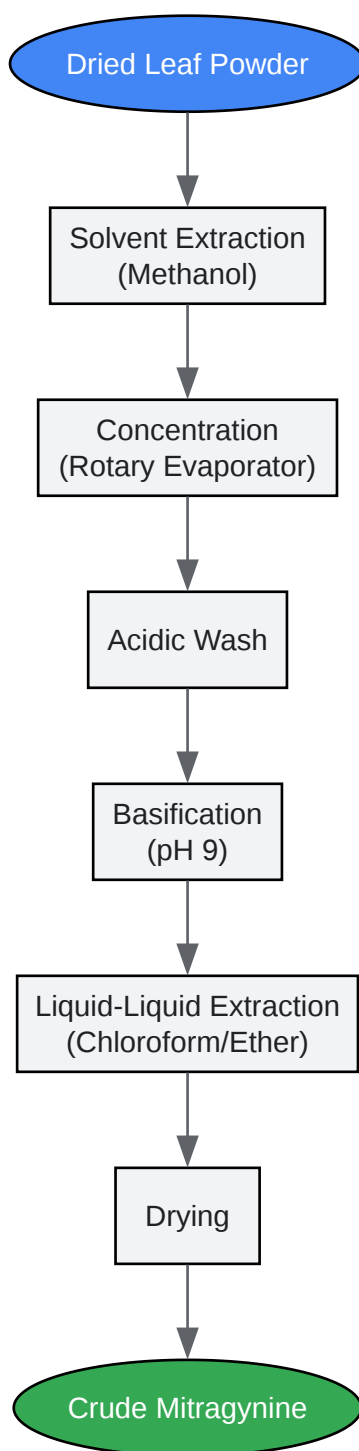 Dried Leaf Powder
Solvent Extraction
(Methanol)
Concentration
(Rotary Evaporator)
Acidic Wash
Basification
(pH 9)
Liquid-Liquid Extraction
(Chloroform/Ether)
Drying
Crude Mitragynine